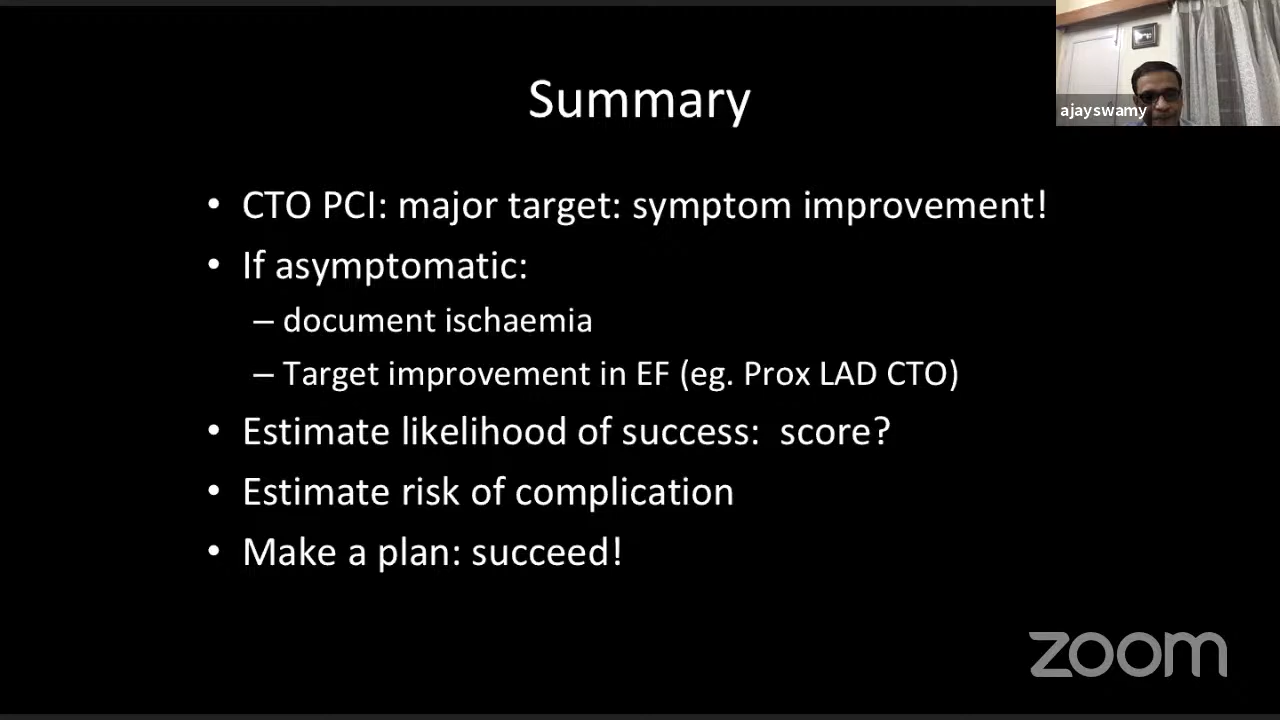 Summary
ajayswamy
• CTO PCI: major target: symptom improvement!
• If asymptomatic:
– document ischaemia
– Target improvement in EF (eg. Prox LAD CTO)
• Estimate likelihood of success:  score?
• Estimate risk of complication
• Make a plan: succeed!
zoom